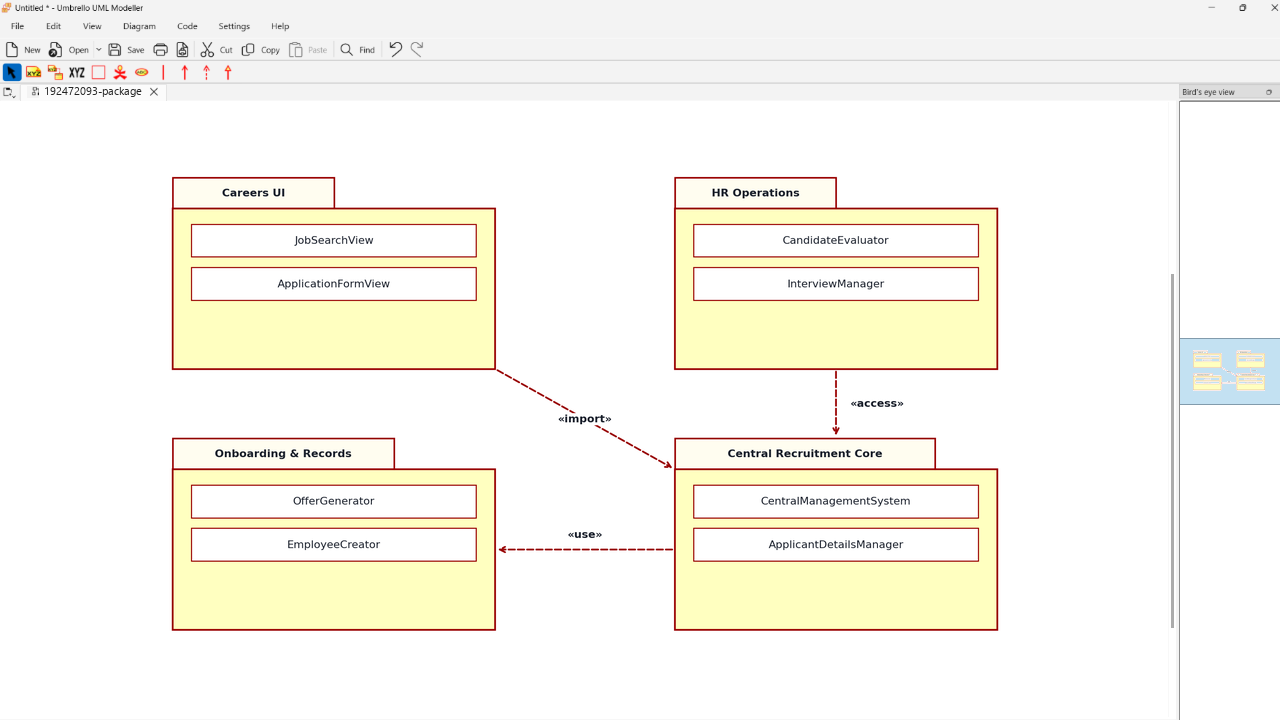 Untitled * - Umbrello UML Modeller
File Edit View Diagram Code Settings Help
New Open Save Cut Copy Paste Find
XYZ XYZ
192472093-package
Bird's eye view
Careers UI
JobSearchView
ApplicationFormView
HR Operations
CandidateEvaluator
InterviewManager
«import»
«access»
Onboarding & Records
OfferGenerator
EmployeeCreator
«use»
Central Recruitment Core
CentralManagementSystem
ApplicantDetailsManager